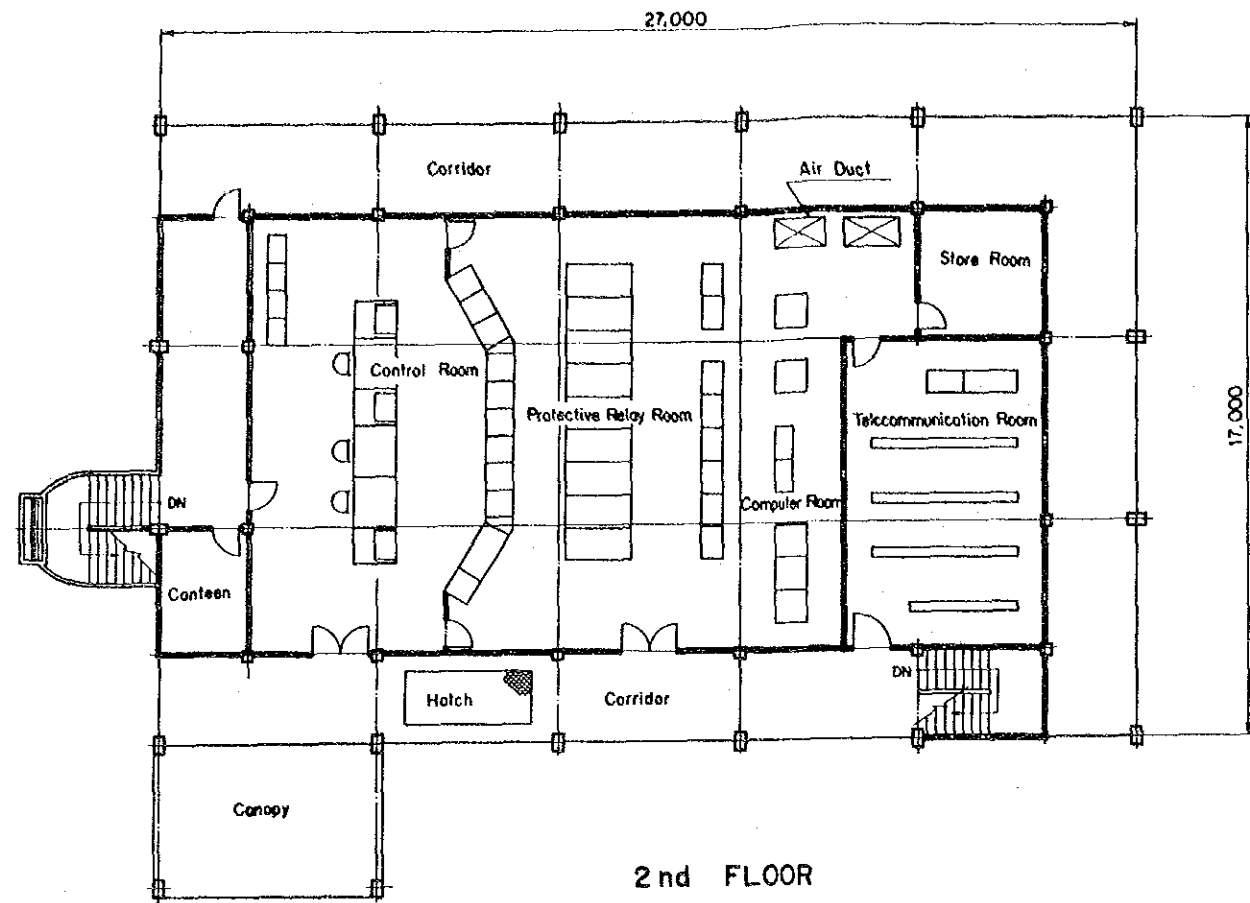 27,000
Corridor
Air Duct
Store Room
Control Room
Protective Relay Room
Telecommunication Room
17,000
DN
Computer Room
Canteen
DN
Hatch
Corridor
Canopy
2nd FLOOR